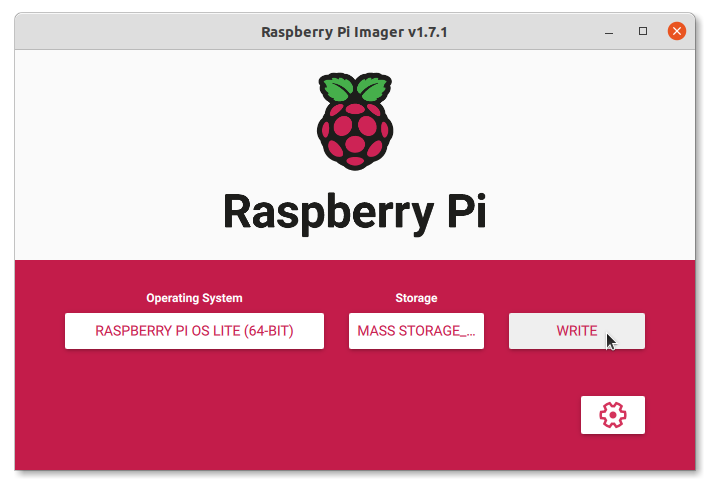 Raspberry Pi Imager v1.7.1
Raspberry Pi
Operating System
Storage
RASPBERRY PI OS LITE (64-BIT)
MASS STORAGE_...
WRITE